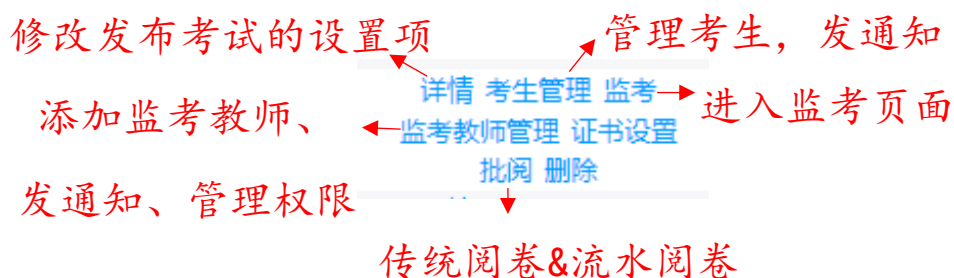 修改发布考试的设置项
管理考生，发通知
详情 考生管理 监考
进入监考页面
添加监考教师、
监考教师管理 证书设置
批阅 删除
发通知、管理权限
传统阅卷&流水阅卷